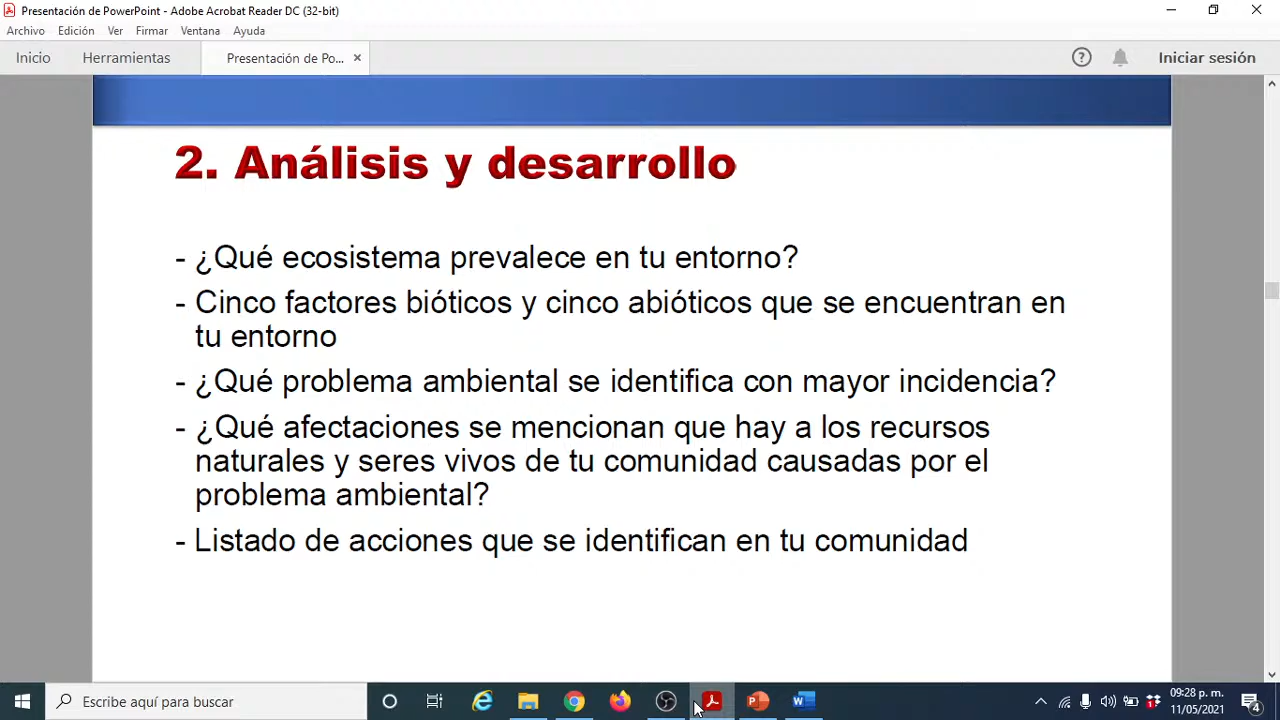 Presentación de PowerPoint - Adobe Acrobat Reader DC (32-bit)
Archivo Edición Ver Firmar Ventana Ayuda
Inicio Herramientas Presentación de Po... × ? Iniciar sesión
2. Análisis y desarrollo
- ¿Qué ecosistema prevalece en tu entorno?
- Cinco factores bióticos y cinco abióticos que se encuentran en
tu entorno
- ¿Qué problema ambiental se identifica con mayor incidencia?
- ¿Qué afectaciones se mencionan que hay a los recursos
naturales y seres vivos de tu comunidad causadas por el
problema ambiental?
- Listado de acciones que se identifican en tu comunidad
Escribe aquí para buscar
09:28 p. m.
11/05/2021
4